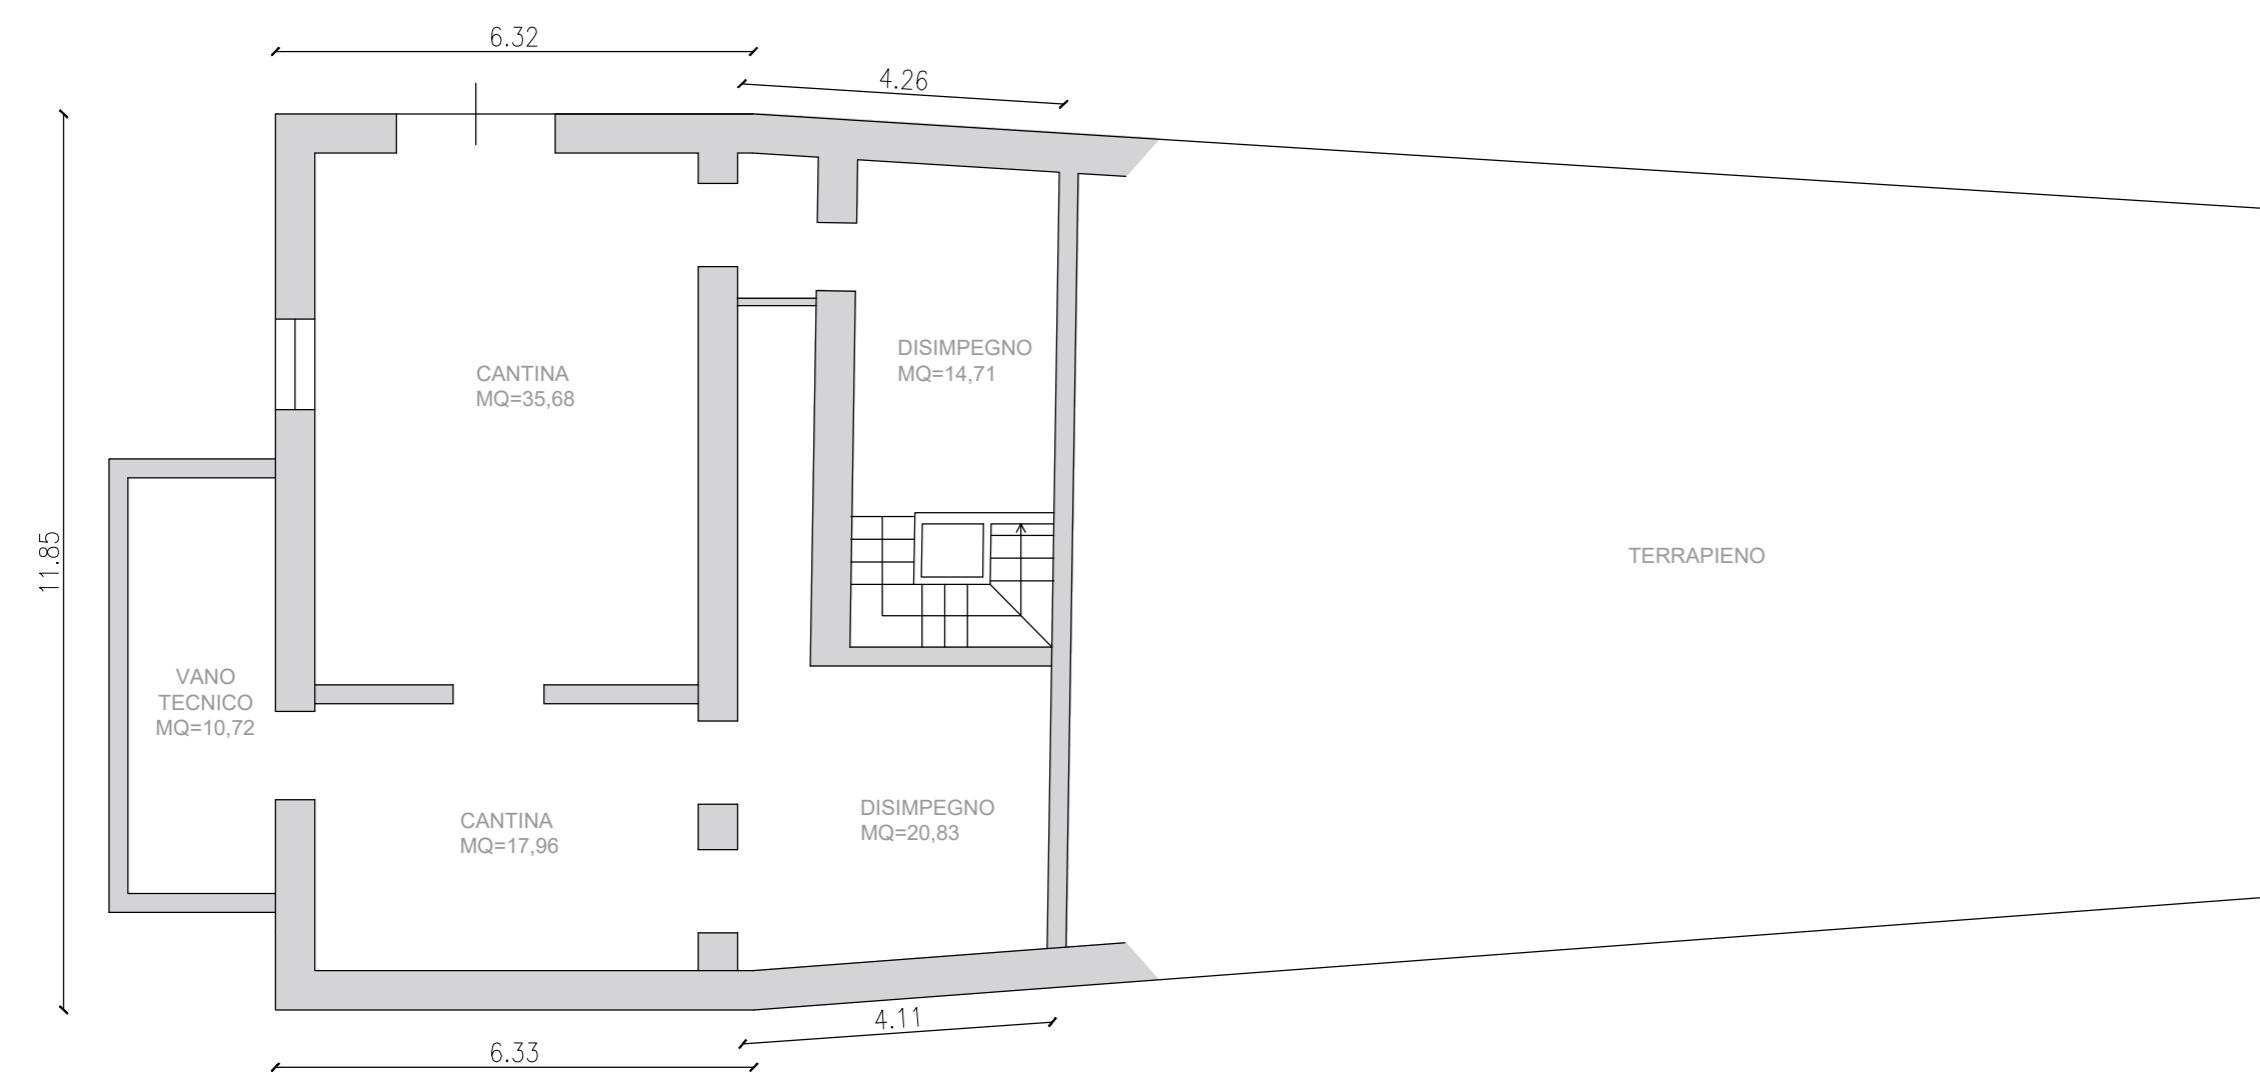 6.32
4.26
11.85
CANTINA
MQ=35,68
DISIMPEGNO
MQ=14,71
TERRAPIENO
VANO
TECNICO
MQ=10,72
CANTINA
MQ=17,96
DISIMPEGNO
MQ=20,83
4.11
6.33